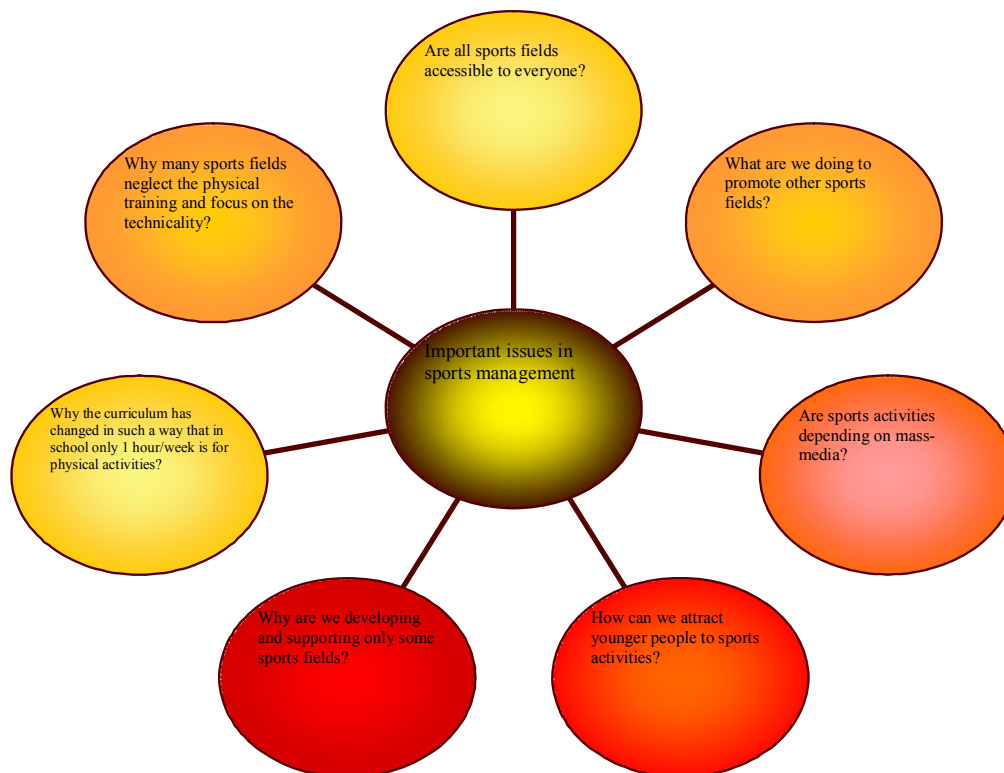 Are all sports fields
accessible to everyone?
Why many sports fields
neglect the physical
training and focus on the
technicality?
What are we doing to
promote other sports
fields?
Important issues in
sports management
Why the curriculum has
changed in such a way that in
school only 1 hour/week is for
physical activities?
Are sports activities
depending on mass-
media?
Why are we developing
and supporting only some
sports fields?
How can we attract
younger people to sports
activities?